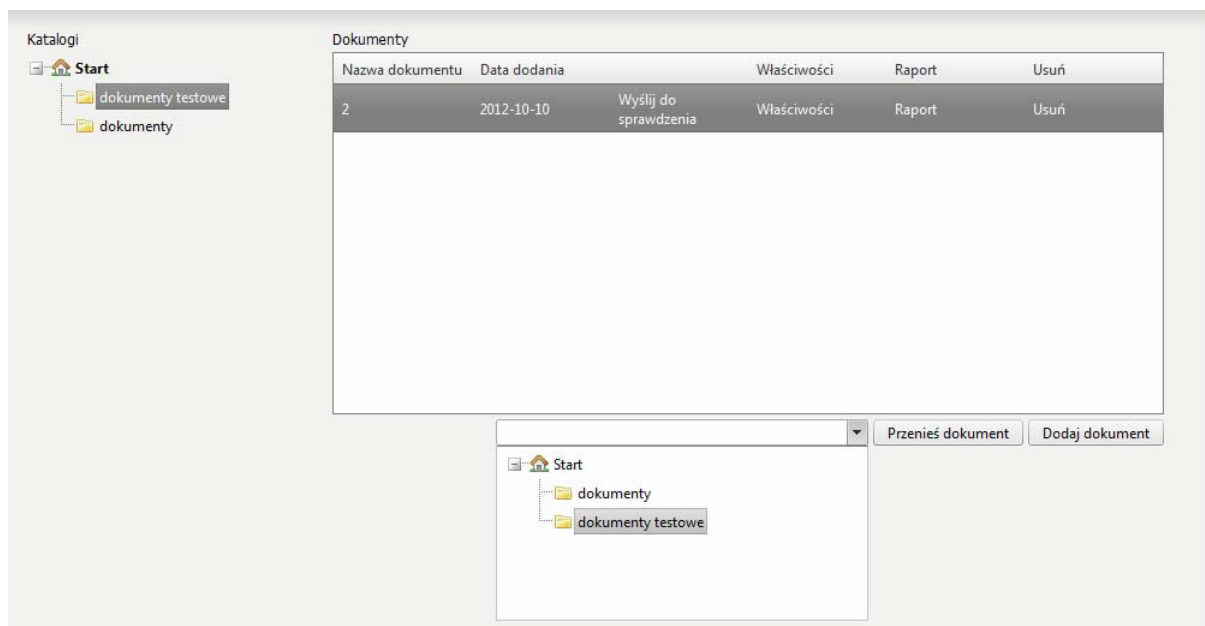 Katalogi
Start
dokumenty testowe
dokumenty
Dokumenty
Nazwa dokumentu Data dodania Właściwości Raport Usuń
2 2012-10-10 Wyślij do sprawdzenia Właściwości Raport Usuń
Przenieś dokument Dodaj dokument
Start
dokumenty
dokumenty testowe